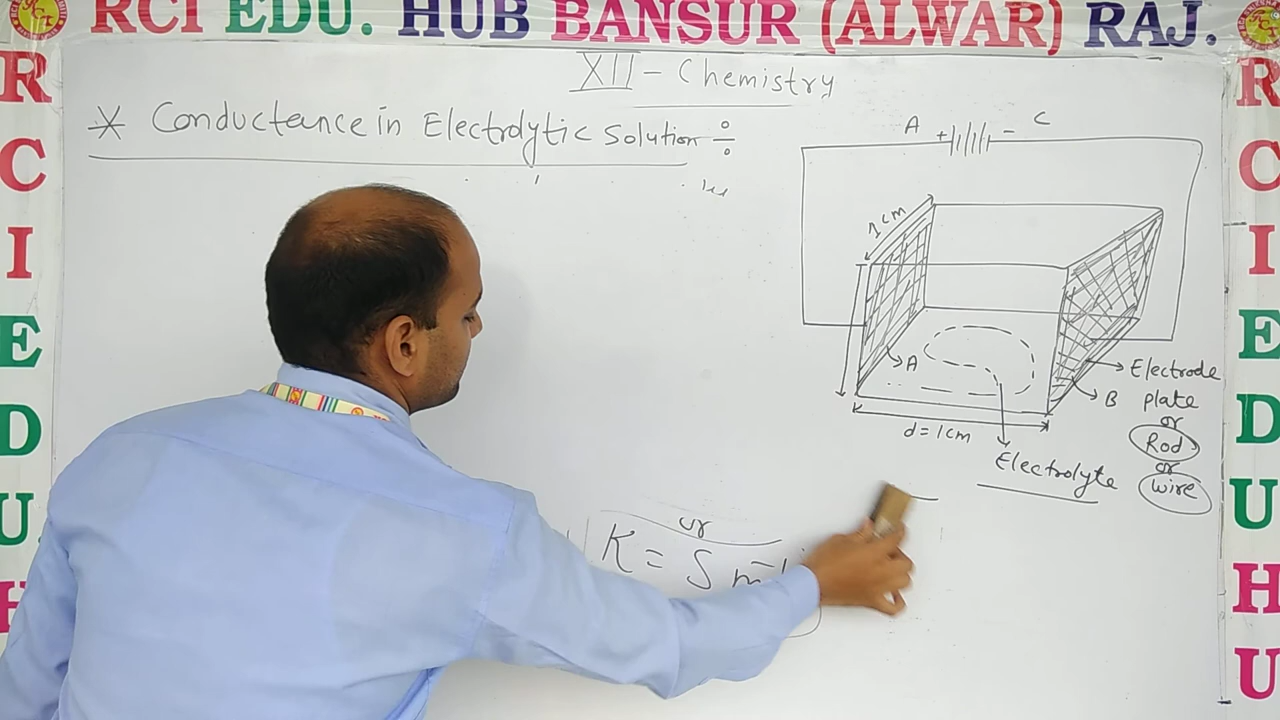 RCI EDU. HUB BANSUR (ALWAR) RAJ.
XII - Chemistry
* Conductance in Electrolytic Solution
A + - C
1 cm
A
B
d = 1cm
Electrode
plate
or
Rod
or
wire
Electrolyte
or
K = S m⁻¹
R
C
I
E
D
U
H
R
C
I
E
D
U
H
U